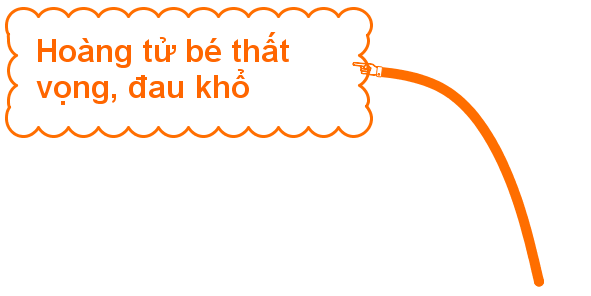 Hoàng tử bé thất
vọng, đau khổ